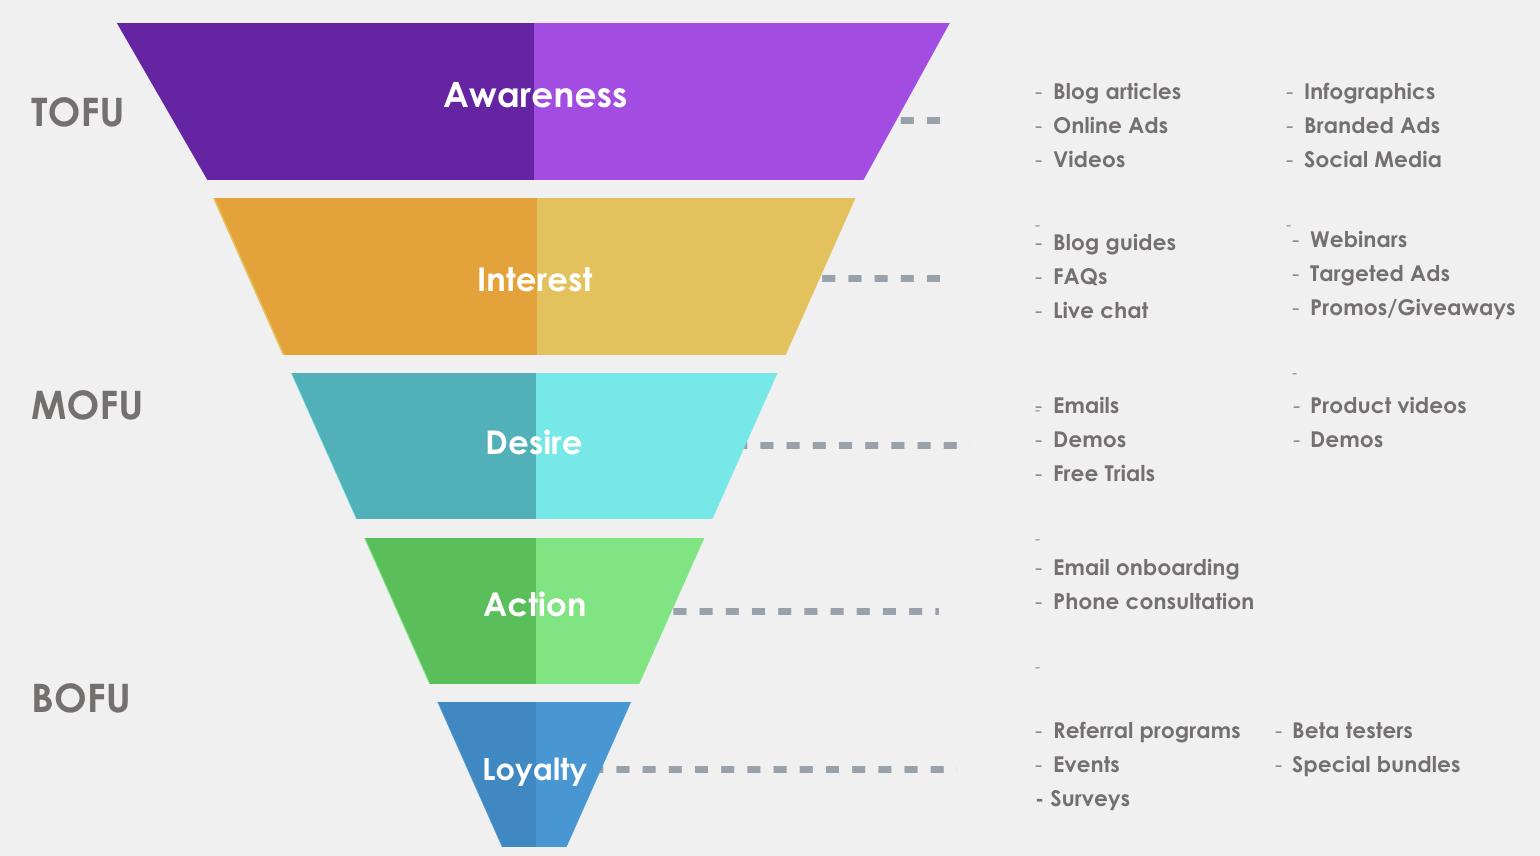 TOFU
Awareness
- Blog articles
- Online Ads
- Videos
- Infographics
- Branded Ads
- Social Media
Interest
-
- Blog guides
- FAQs
- Live chat
-
- Webinars
- Targeted Ads
- Promos/Giveaways
MOFU
Desire
- Emails
-
- Demos
- Free Trials
-
- Product videos
- Demos
Action
-
- Email onboarding
- Phone consultation
-
BOFU
Loyalty
- Referral programs
- Events
- Surveys
- Beta testers
- Special bundles